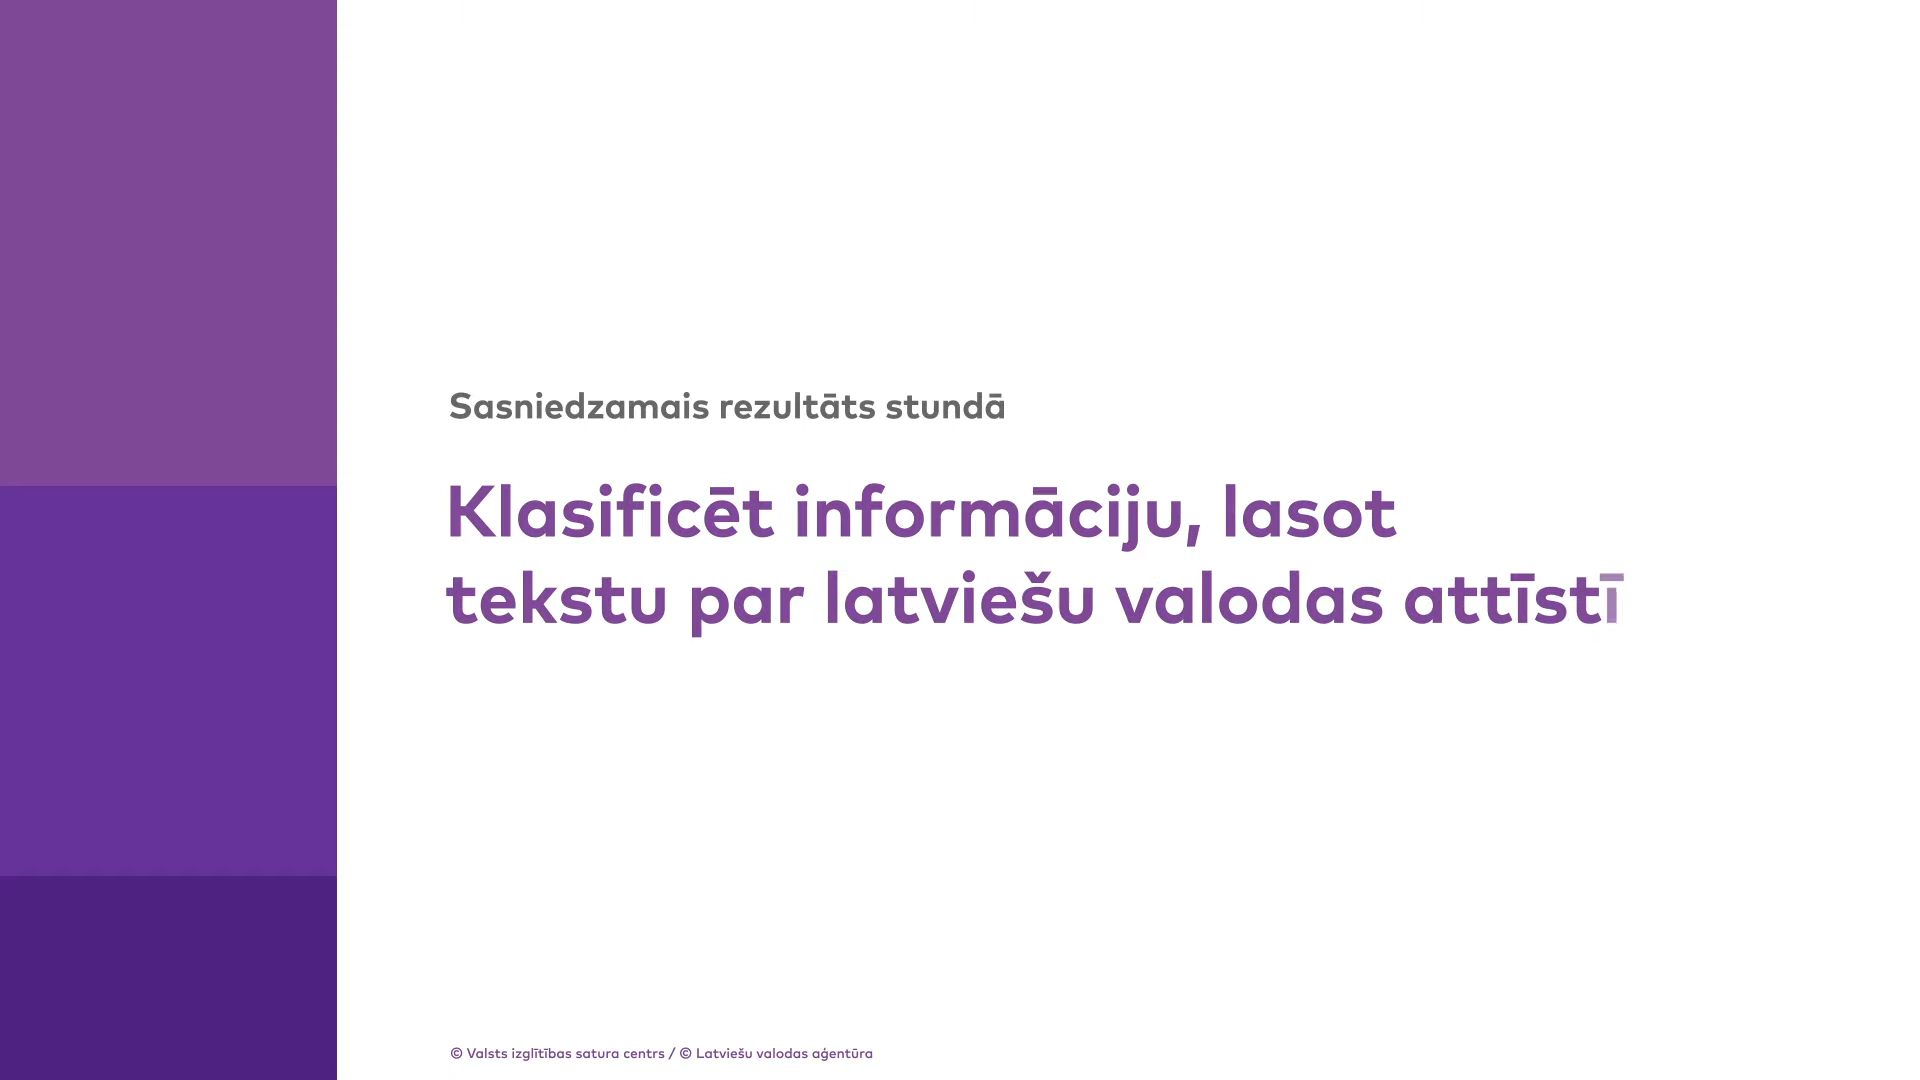 Sasniedzamais rezultāts stundā
Klasificēt informāciju, lasot
tekstu par latviešu valodas attīstī
© Valsts izglītības satura centrs / © Latviešu valodas aģentūra